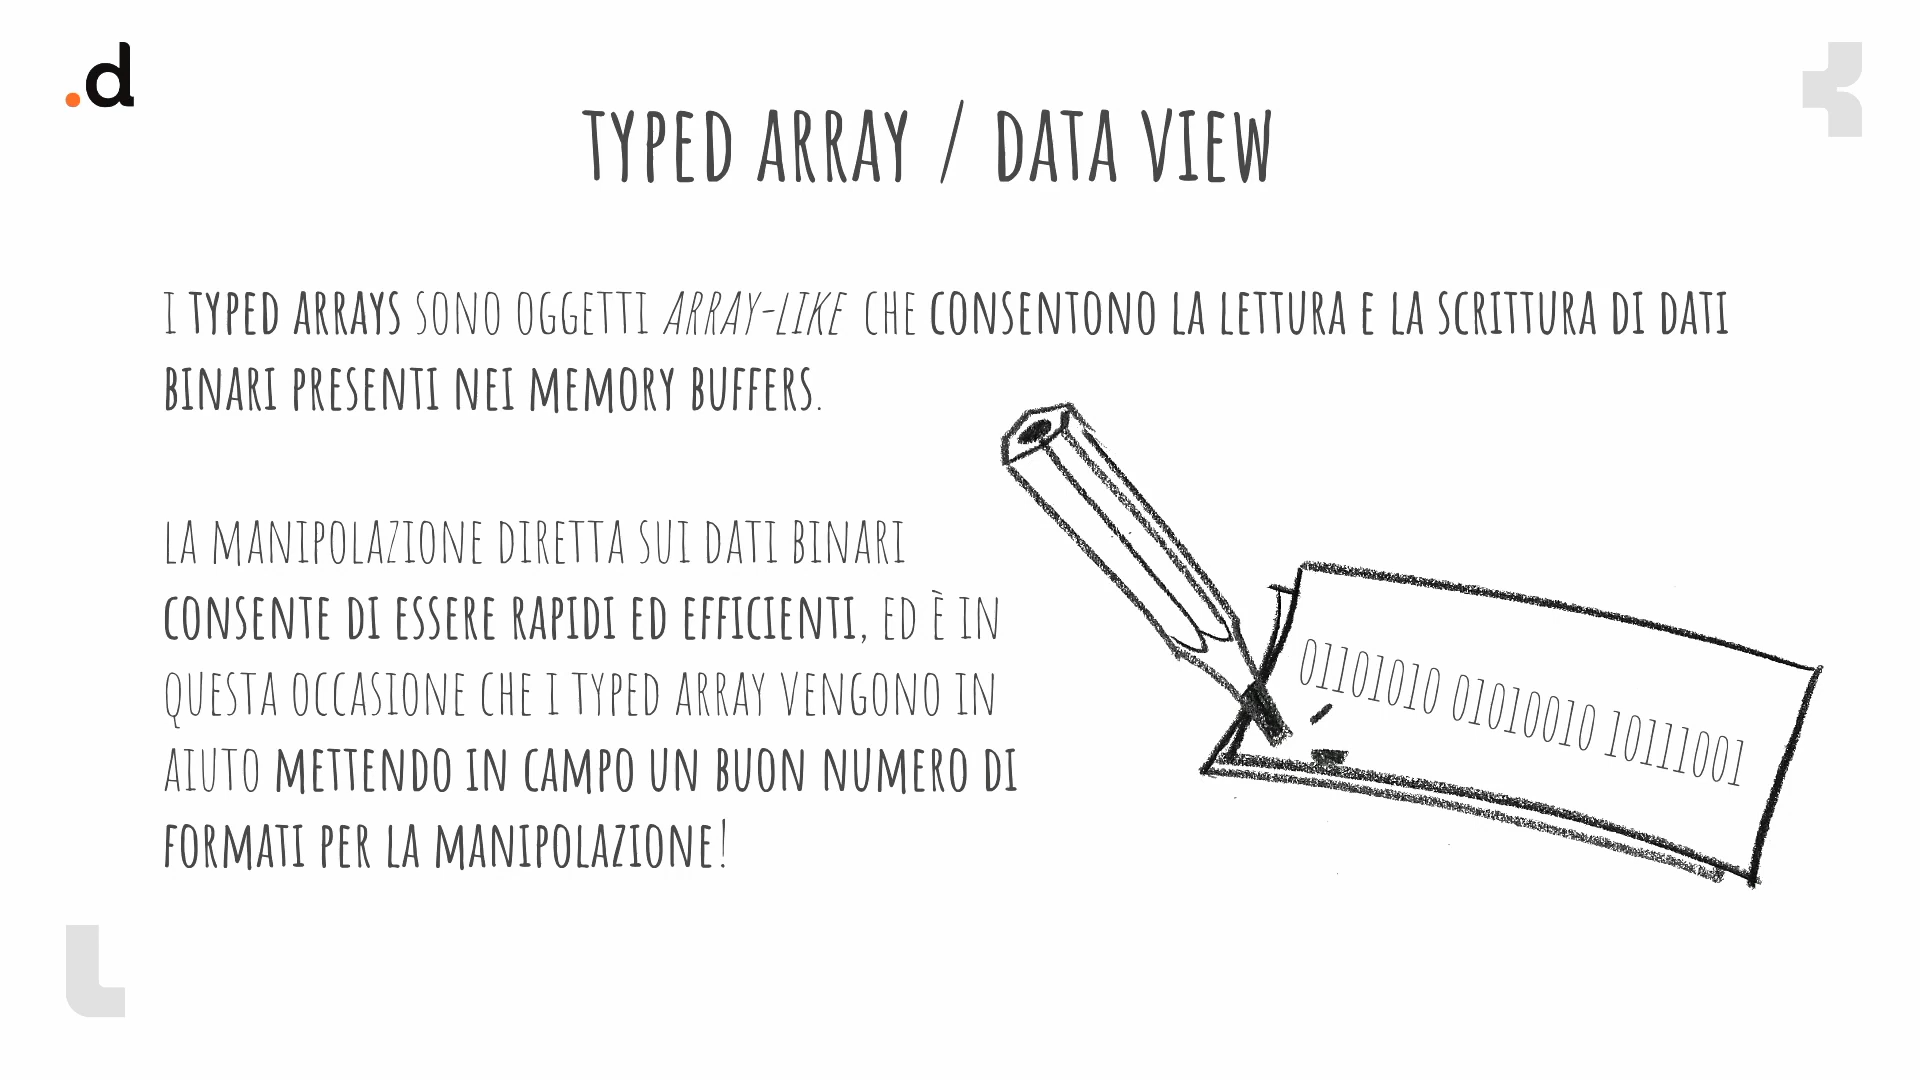 .d
TYPED ARRAY / DATA VIEW
I TYPED ARRAYS SONO OGGETTI ARRAY-LIKE CHE CONSENTONO LA LETTURA E LA SCRITTURA DI DATI
BINARI PRESENTI NEI MEMORY BUFFERS.
LA MANIPOLAZIONE DIRETTA SUI DATI BINARI
CONSENTE DI ESSERE RAPIDI ED EFFICIENTI, ED È IN
QUESTA OCCASIONE CHE I TYPED ARRAY VENGONO IN
AIUTO METTENDO IN CAMPO UN BUON NUMERO DI
FORMATI PER LA MANIPOLAZIONE!
01101010 01010010 10111001